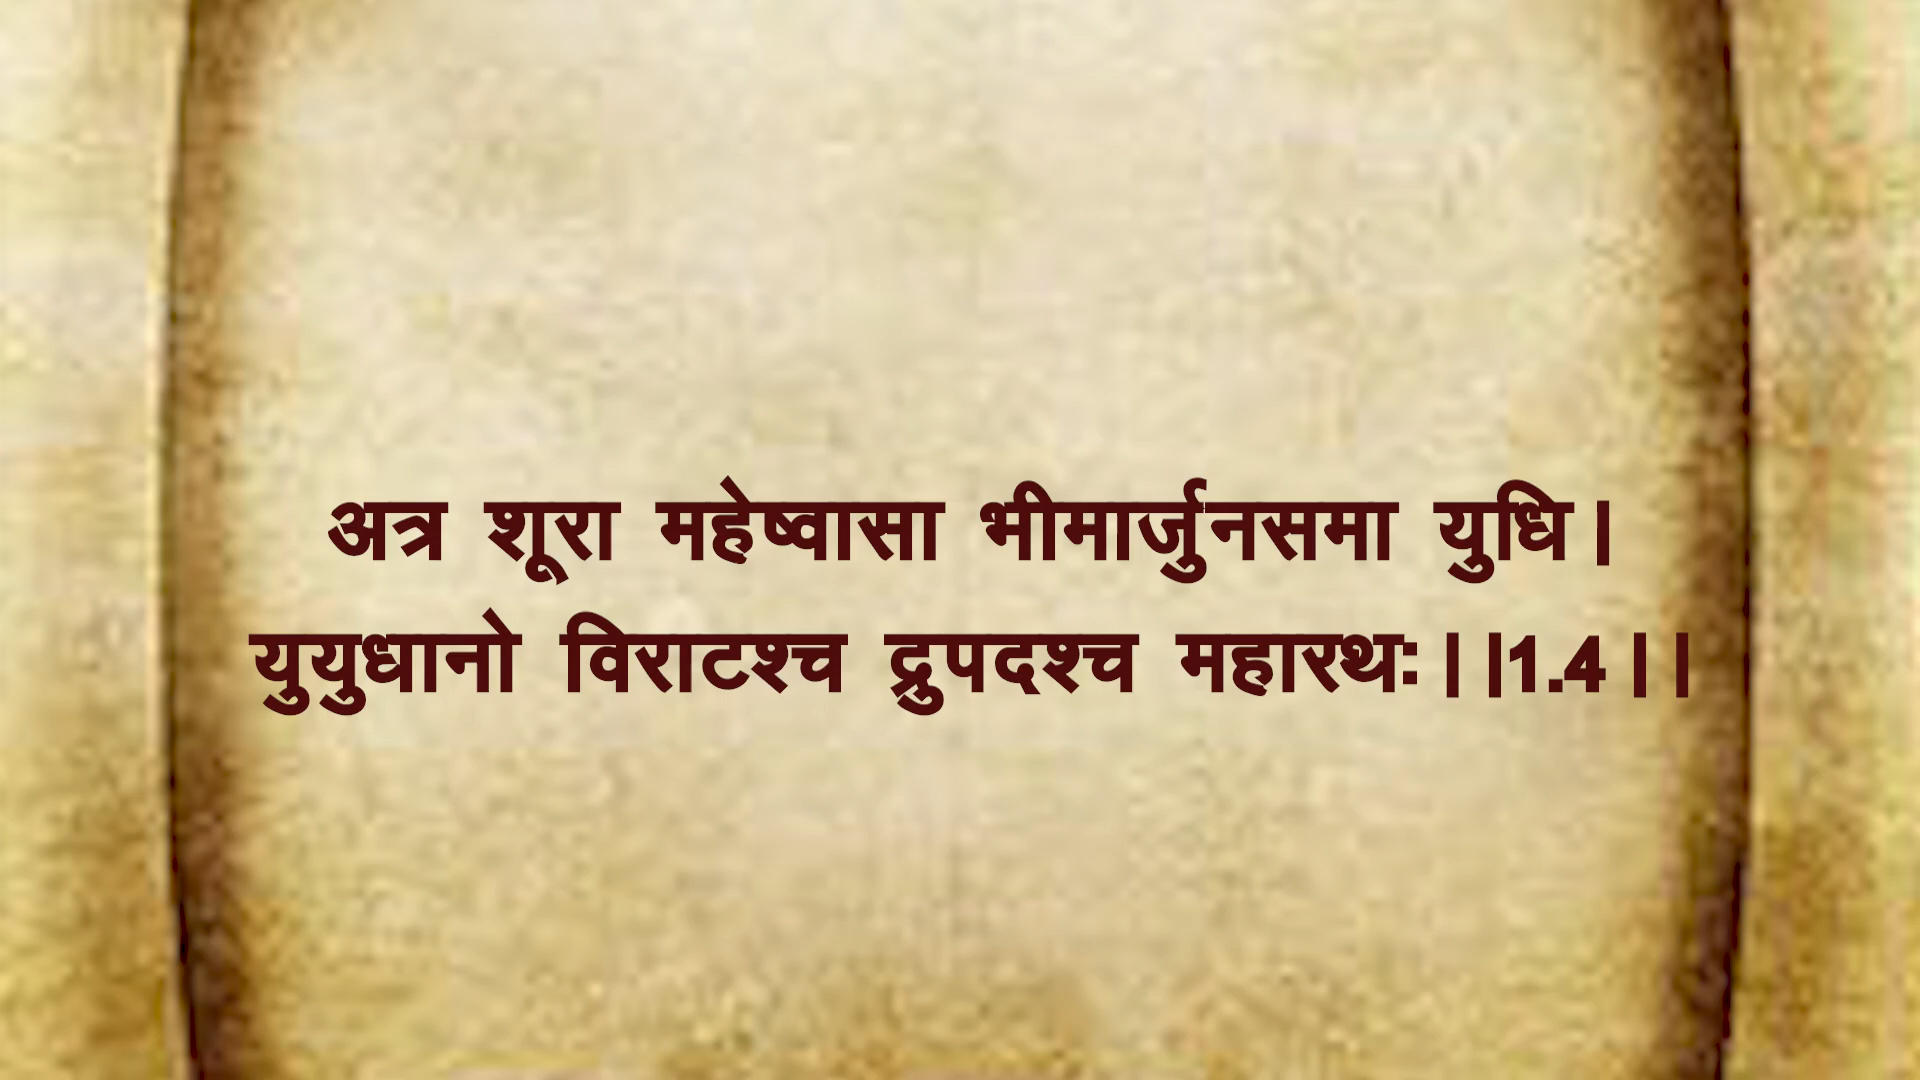 अत्र शूरा महेष्वासा भीमार्जुनसमा युधि|
युयुधानो विराटश्च द्रुपदश्च महारथः||1.4||